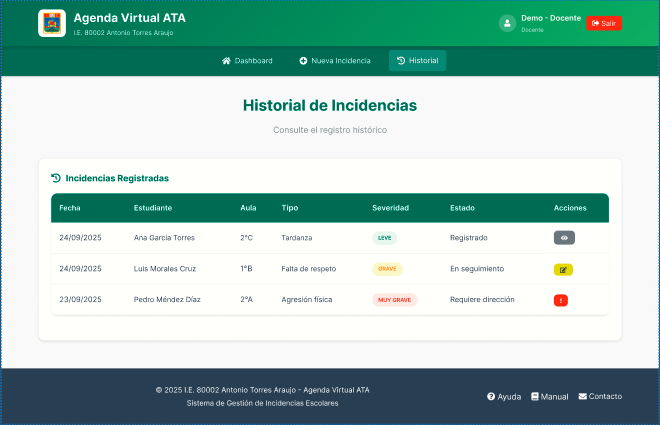 Agenda Virtual ATA
I.E. 80002 Antonio Torres Araujo
Demo - Docente
Docente
Salir
Dashboard
Nueva Incidencia
Historial
Historial de Incidencias
Consulte el registro histórico
Incidencias Registradas
Fecha Estudiante Aula Tipo Severidad Estado Acciones
24/09/2025 Ana García Torres 2°C Tardanza LEVE Registrado
24/09/2025 Luis Morales Cruz 1°B Falta de respeto GRAVE En seguimiento
23/09/2025 Pedro Méndez Díaz 2°A Agresión física MUY GRAVE Requiere dirección
© 2025 I.E. 80002 Antonio Torres Araujo - Agenda Virtual ATA
Sistema de Gestión de Incidencias Escolares
Ayuda
Manual
Contacto